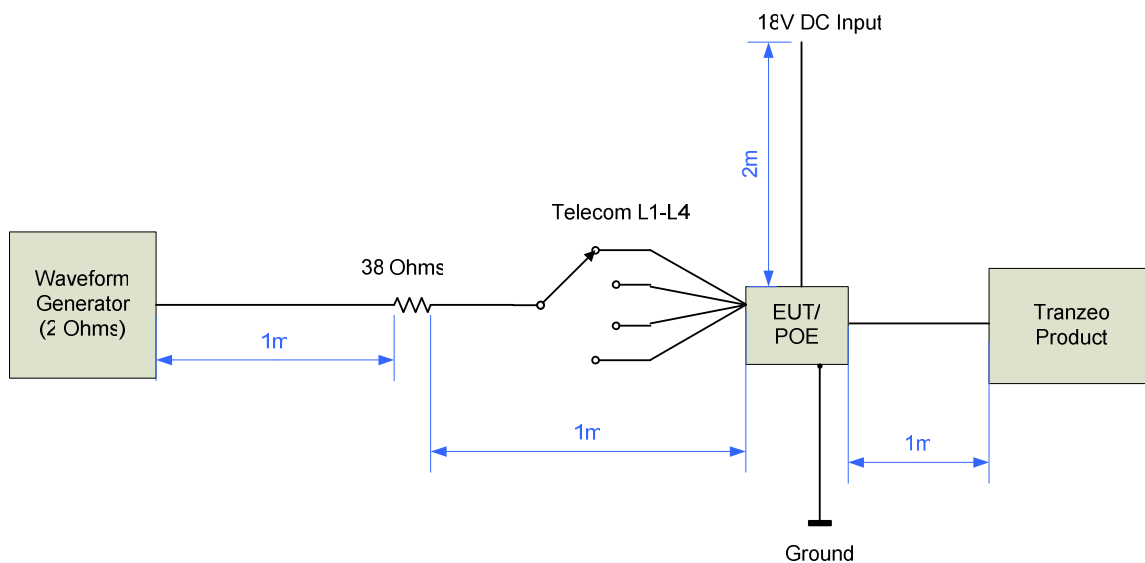 18V DC Input
2m
Telecom L1-L4
38 Ohms
Waveform
Generator
(2 Ohms)
EUT/
POE
Tranzeo
Product
1m
1m
1m
Ground